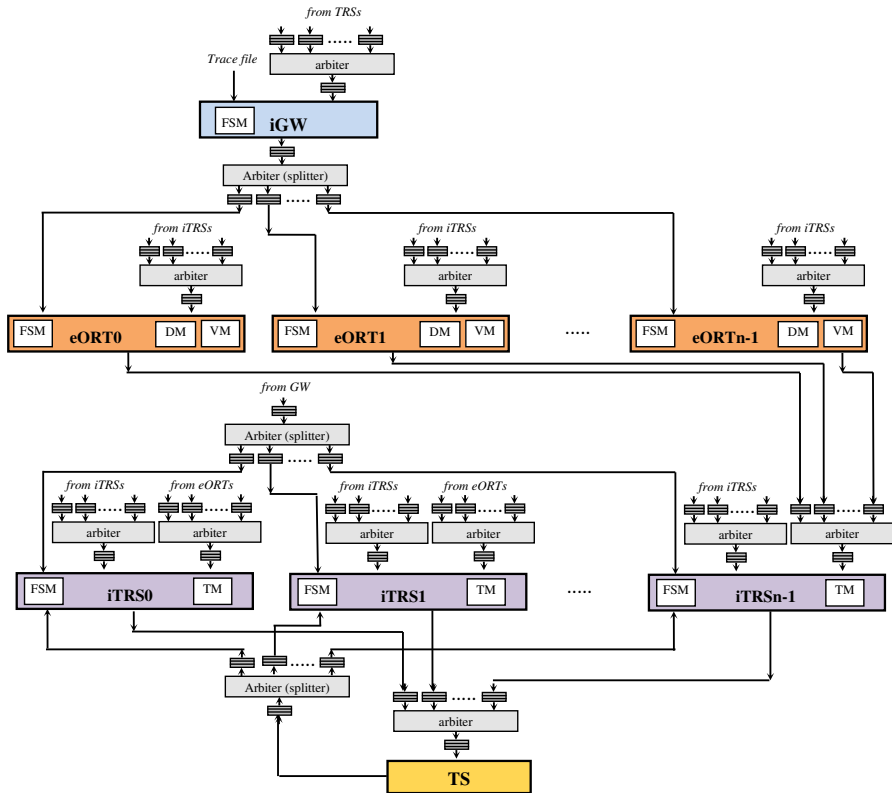 from TRSs
.....
Trace file
arbiter
FSM
iGW
Arbiter (splitter)
.....
from iTRSs
from iTRSs
from iTRSs
.....
.....
.....
arbiter
arbiter
arbiter
FSM
eORT0
DM
VM
FSM
eORT1
DM
VM
.....
FSM
eORTn-1
DM
VM
from GW
Arbiter (splitter)
.....
from iTRSs
from eORTs
from iTRSs
from eORTs
from iTRSs
.....
.....
.....
.....
.....
.....
arbiter
arbiter
arbiter
arbiter
arbiter
arbiter
FSM
iTRS0
TM
FSM
iTRS1
TM
.....
FSM
iTRSn-1
TM
.....
Arbiter (splitter)
.....
arbiter
TS